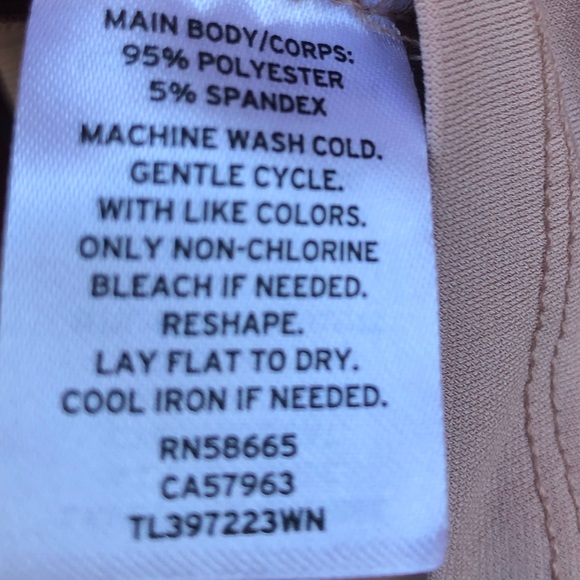 MAIN BODY/CORPS:
95% POLYESTER
5% SPANDEX
MACHINE WASH COLD.
GENTLE CYCLE.
WITH LIKE COLORS.
ONLY NON-CHLORINE
BLEACH IF NEEDED.
RESHAPE.
LAY FLAT TO DRY.
COOL IRON IF NEEDED.
RN58665
CA57963
TL397223WN